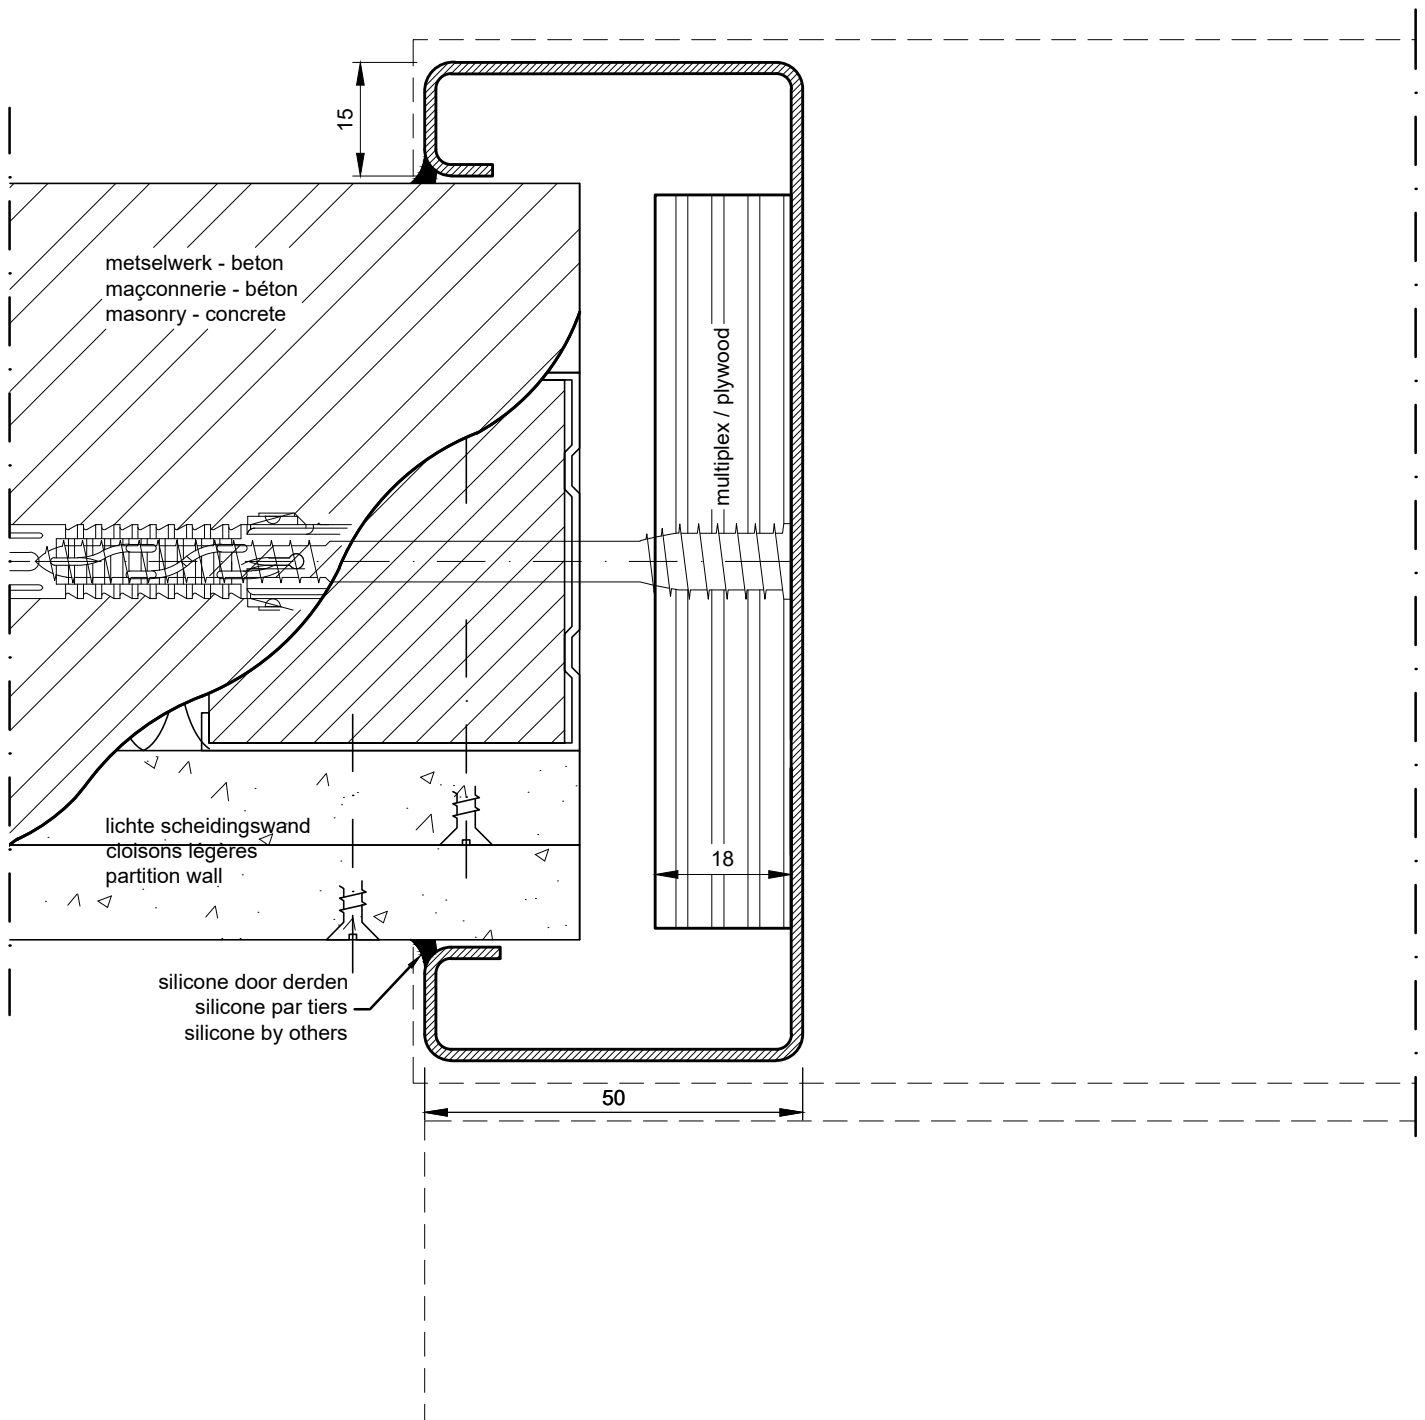 15
metselwerk - beton
maçconnerie - béton
masonry - concrete
multiplex / plywood
lichte scheidingswand
cloisons légères
partition wall
18
silicone door derden
silicone par tiers
silicone by others
50